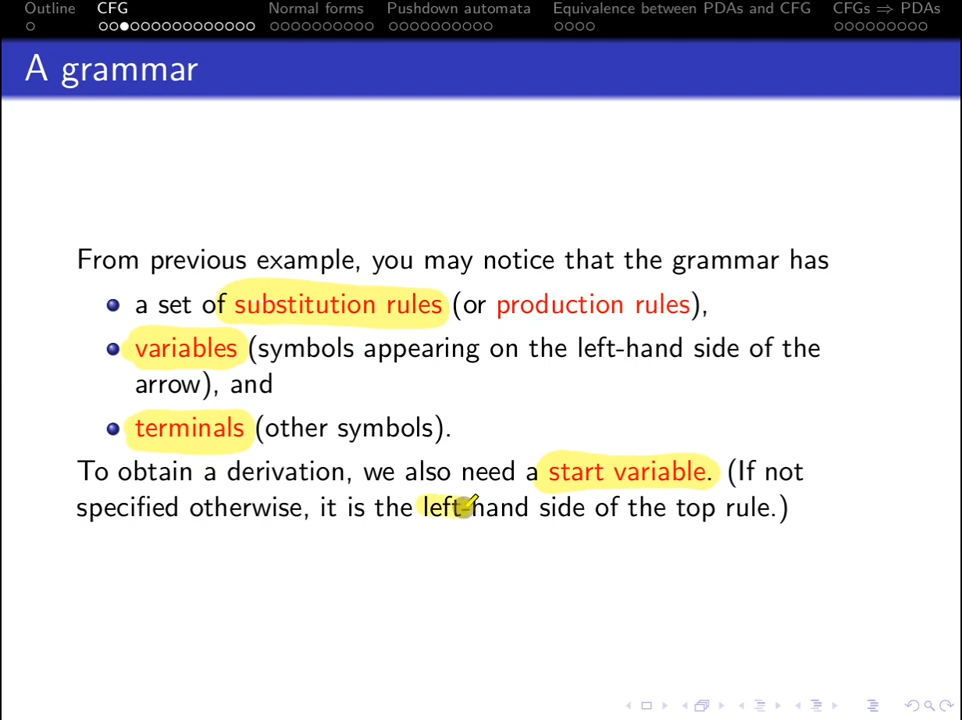 Outline CFG Normal forms Pushdown automata Equivalence between PDAs and CFG CFGs ⇒ PDAs
A grammar
From previous example, you may notice that the grammar has
a set of substitution rules (or production rules),
variables (symbols appearing on the left-hand side of the
arrow), and
terminals (other symbols).
To obtain a derivation, we also need a start variable. (If not
specified otherwise, it is the left-hand side of the top rule.)